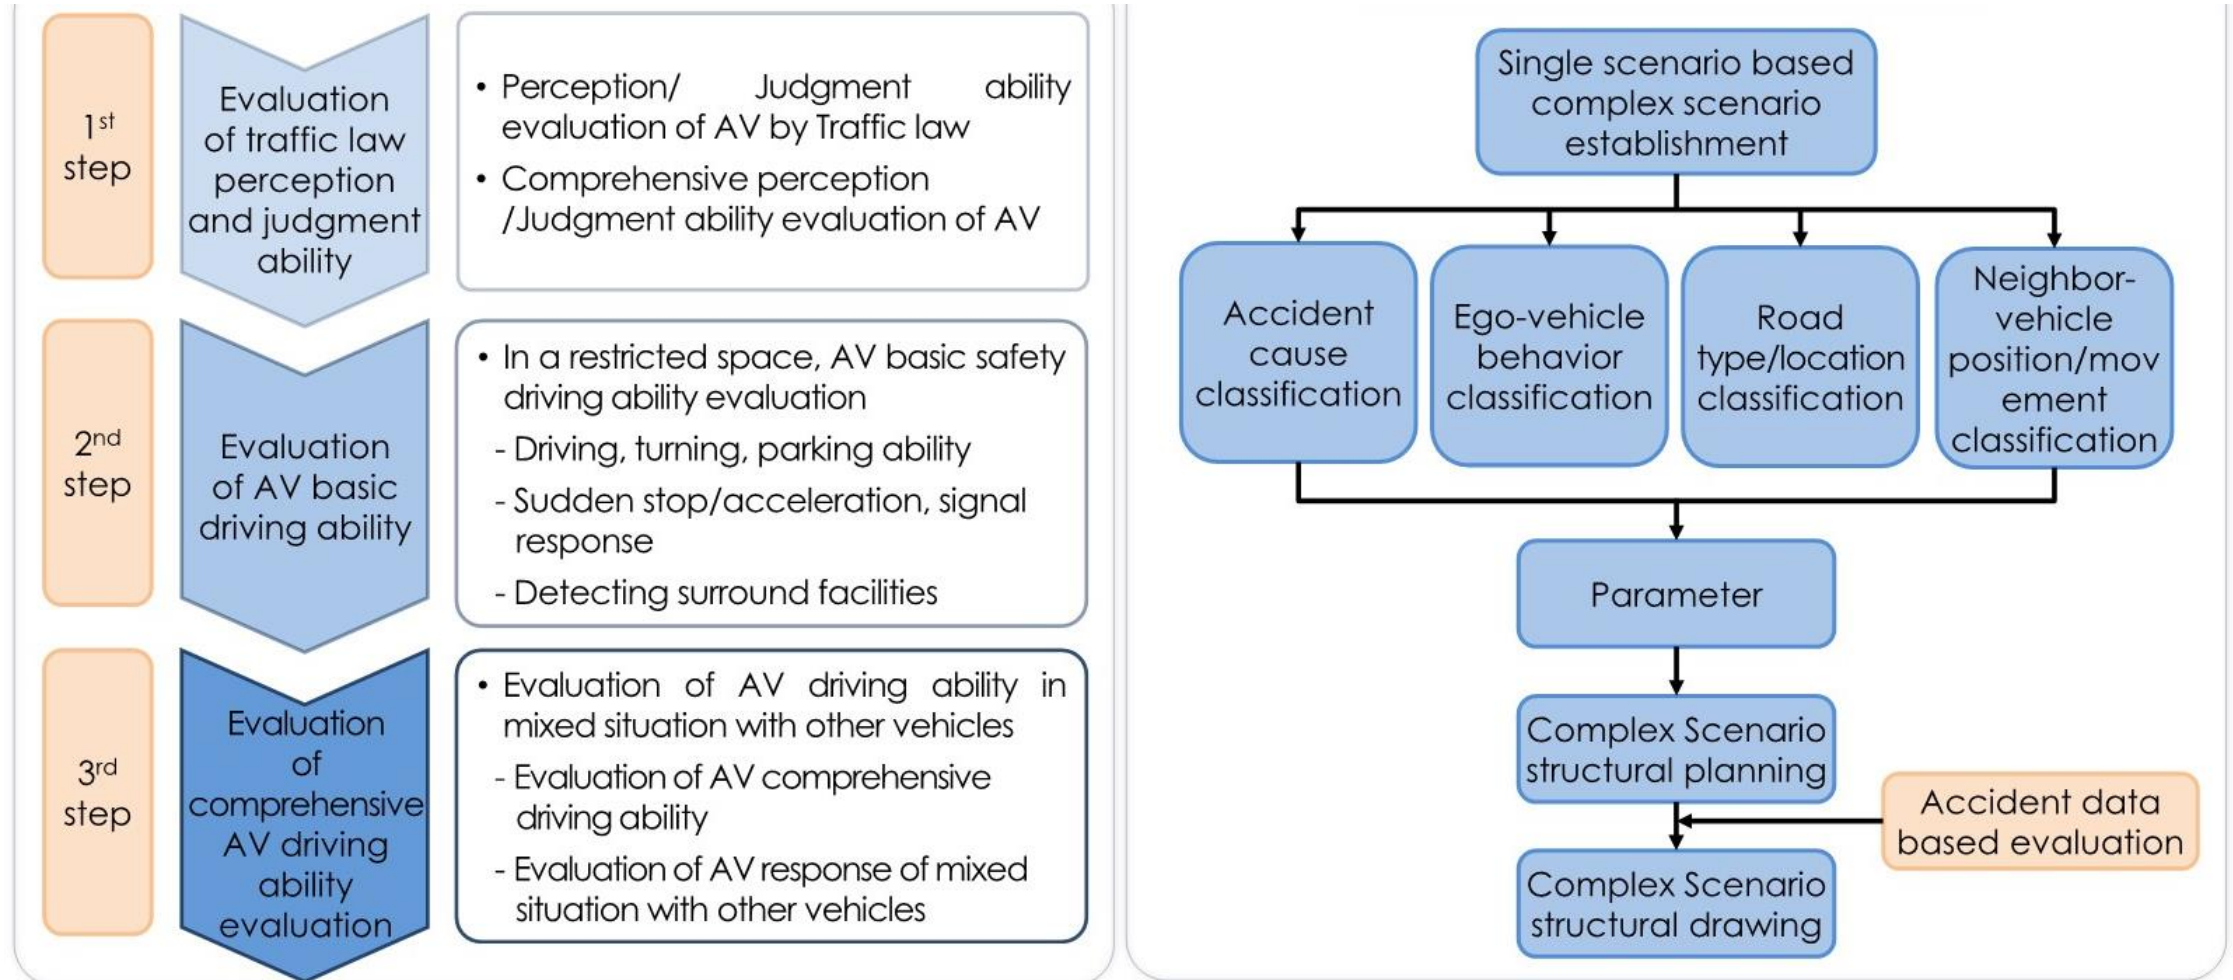 1st
step
Evaluation
of traffic law
perception
and judgment
ability
• Perception/ Judgment ability
evaluation of AV by Traffic law
• Comprehensive perception
/Judgment ability evaluation of AV
2nd
step
Evaluation
of AV basic
driving ability
• In a restricted space, AV basic safety
driving ability evaluation
- Driving, turning, parking ability
- Sudden stop/acceleration, signal
response
- Detecting surround facilities
3rd
step
Evaluation
of
comprehensive
AV driving
ability
evaluation
• Evaluation of AV driving ability in
mixed situation with other vehicles
- Evaluation of AV comprehensive
driving ability
- Evaluation of AV response of mixed
situation with other vehicles
Single scenario based
complex scenario
establishment
Accident
cause
classification
Ego-vehicle
behavior
classification
Road
type/location
classification
Neighbor-
vehicle
position/mov
ement
classification
Parameter
Complex Scenario
structural planning
Accident data
based evaluation
Complex Scenario
structural drawing